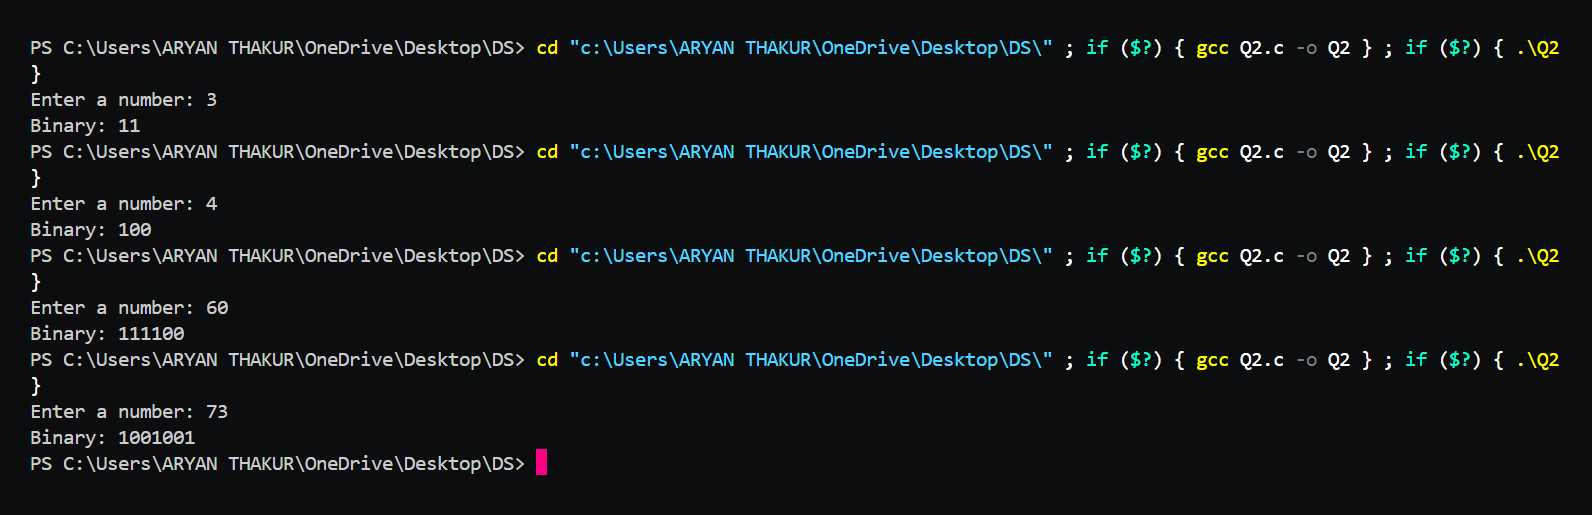 PS C:\Users\ARYAN THAKUR\OneDrive\Desktop\DS> cd "c:\Users\ARYAN THAKUR\OneDrive\Desktop\DS\" ; if ($?) { gcc Q2.c -o Q2 } ; if ($?) { .\Q2
}
Enter a number: 3
Binary: 11
PS C:\Users\ARYAN THAKUR\OneDrive\Desktop\DS> cd "c:\Users\ARYAN THAKUR\OneDrive\Desktop\DS\" ; if ($?) { gcc Q2.c -o Q2 } ; if ($?) { .\Q2
}
Enter a number: 4
Binary: 100
PS C:\Users\ARYAN THAKUR\OneDrive\Desktop\DS> cd "c:\Users\ARYAN THAKUR\OneDrive\Desktop\DS\" ; if ($?) { gcc Q2.c -o Q2 } ; if ($?) { .\Q2
}
Enter a number: 60
Binary: 111100
PS C:\Users\ARYAN THAKUR\OneDrive\Desktop\DS> cd "c:\Users\ARYAN THAKUR\OneDrive\Desktop\DS\" ; if ($?) { gcc Q2.c -o Q2 } ; if ($?) { .\Q2
}
Enter a number: 73
Binary: 1001001
PS C:\Users\ARYAN THAKUR\OneDrive\Desktop\DS>